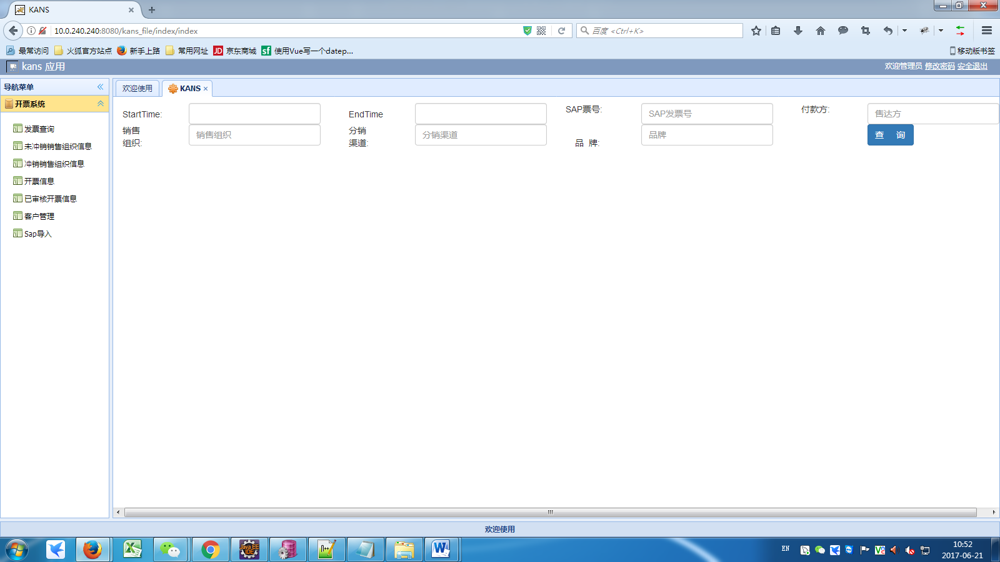 KANS
10.0.240.240:8080/kans_file/index/index
百度 <Ctrl+K>
最常访问 火狐官方站点 新手上路 常用网址 JD 京东商城 sf 使用Vue写一个datep... 移动版书签
kans 应用 欢迎管理员 修改密码 安全退出
导航菜单
开票系统
发票查询
未冲销销售组织信息
冲销销售组织信息
开票信息
已审核开票信息
客户管理
Sap导入
欢迎使用 KANS
StartTime: EndTime SAP票号: SAP发票号 付款方: 售达方
销售组织: 销售组织 分销渠道: 分销渠道 品 牌: 品牌 查 询
欢迎使用
Java EE IDE
EN
10:52
2017-06-21